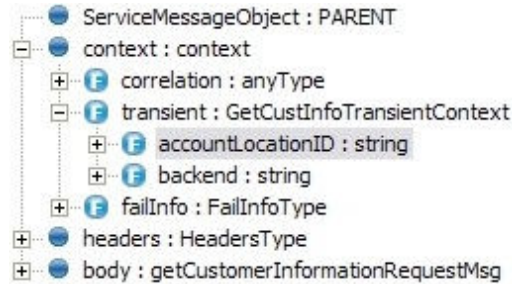 ServiceMessageObject : PARENT
context : context
correlation : anyType
transient : GetCustInfoTransientContext
accountLocationID : string
backend : string
failInfo : FailInfoType
headers : HeadersType
body : getCustomerInformationRequestMsg